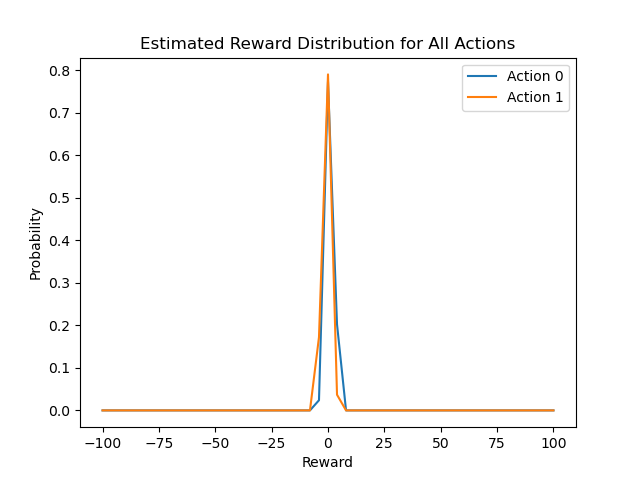 Estimated Reward Distribution for All Actions
Action 0
Action 1
Probability
0.8
0.7
0.6
0.5
0.4
0.3
0.2
0.1
0.0
−100 −75 −50 −25 0 25 50 75 100
Reward